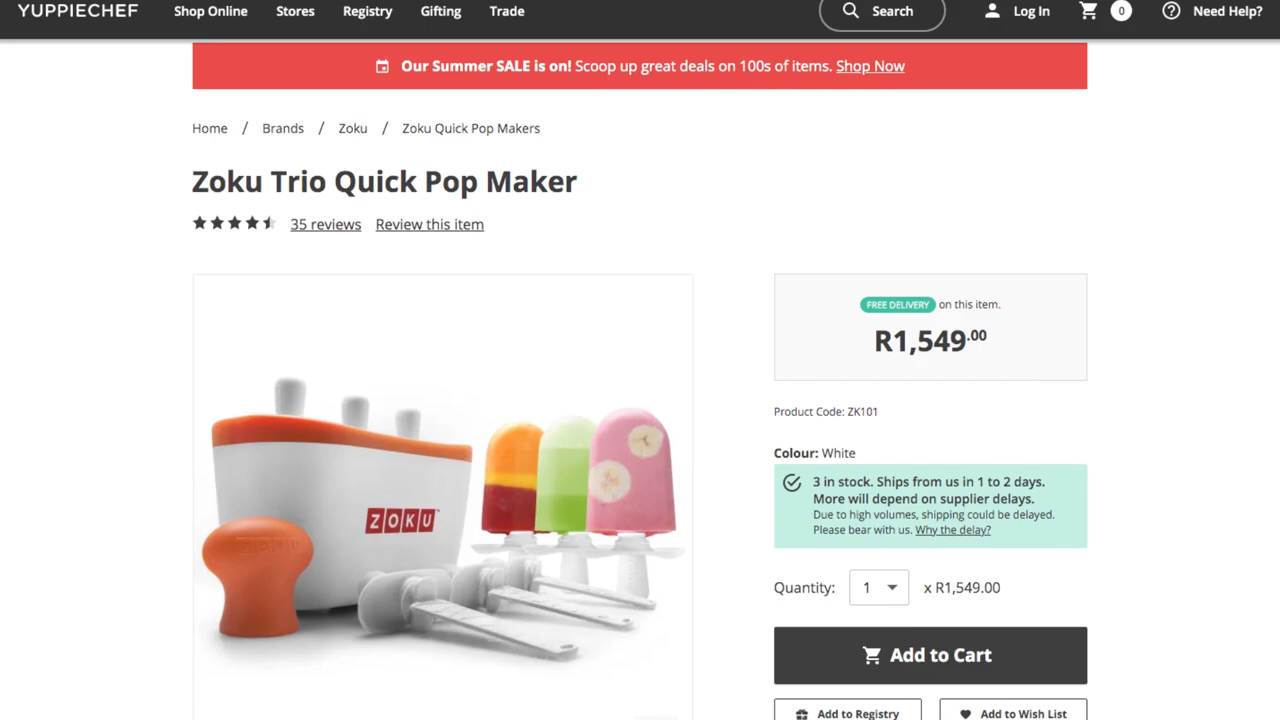 YUPPIECHEF Shop Online Stores Registry Gifting Trade Search Log In 0 Need Help?
Our Summer SALE is on! Scoop up great deals on 100s of items. Shop Now
Home / Brands / Zoku / Zoku Quick Pop Makers
Zoku Trio Quick Pop Maker
35 reviews Review this item
FREE DELIVERY on this item.
R1,549.00
Product Code: ZK101
Colour: White
3 in stock. Ships from us in 1 to 2 days.
More will depend on supplier delays.
Due to high volumes, shipping could be delayed.
Please bear with us. Why the delay?
Quantity: 1 x R1,549.00
Add to Cart
Add to Registry Add to Wish List
ZOKU
ZOKU